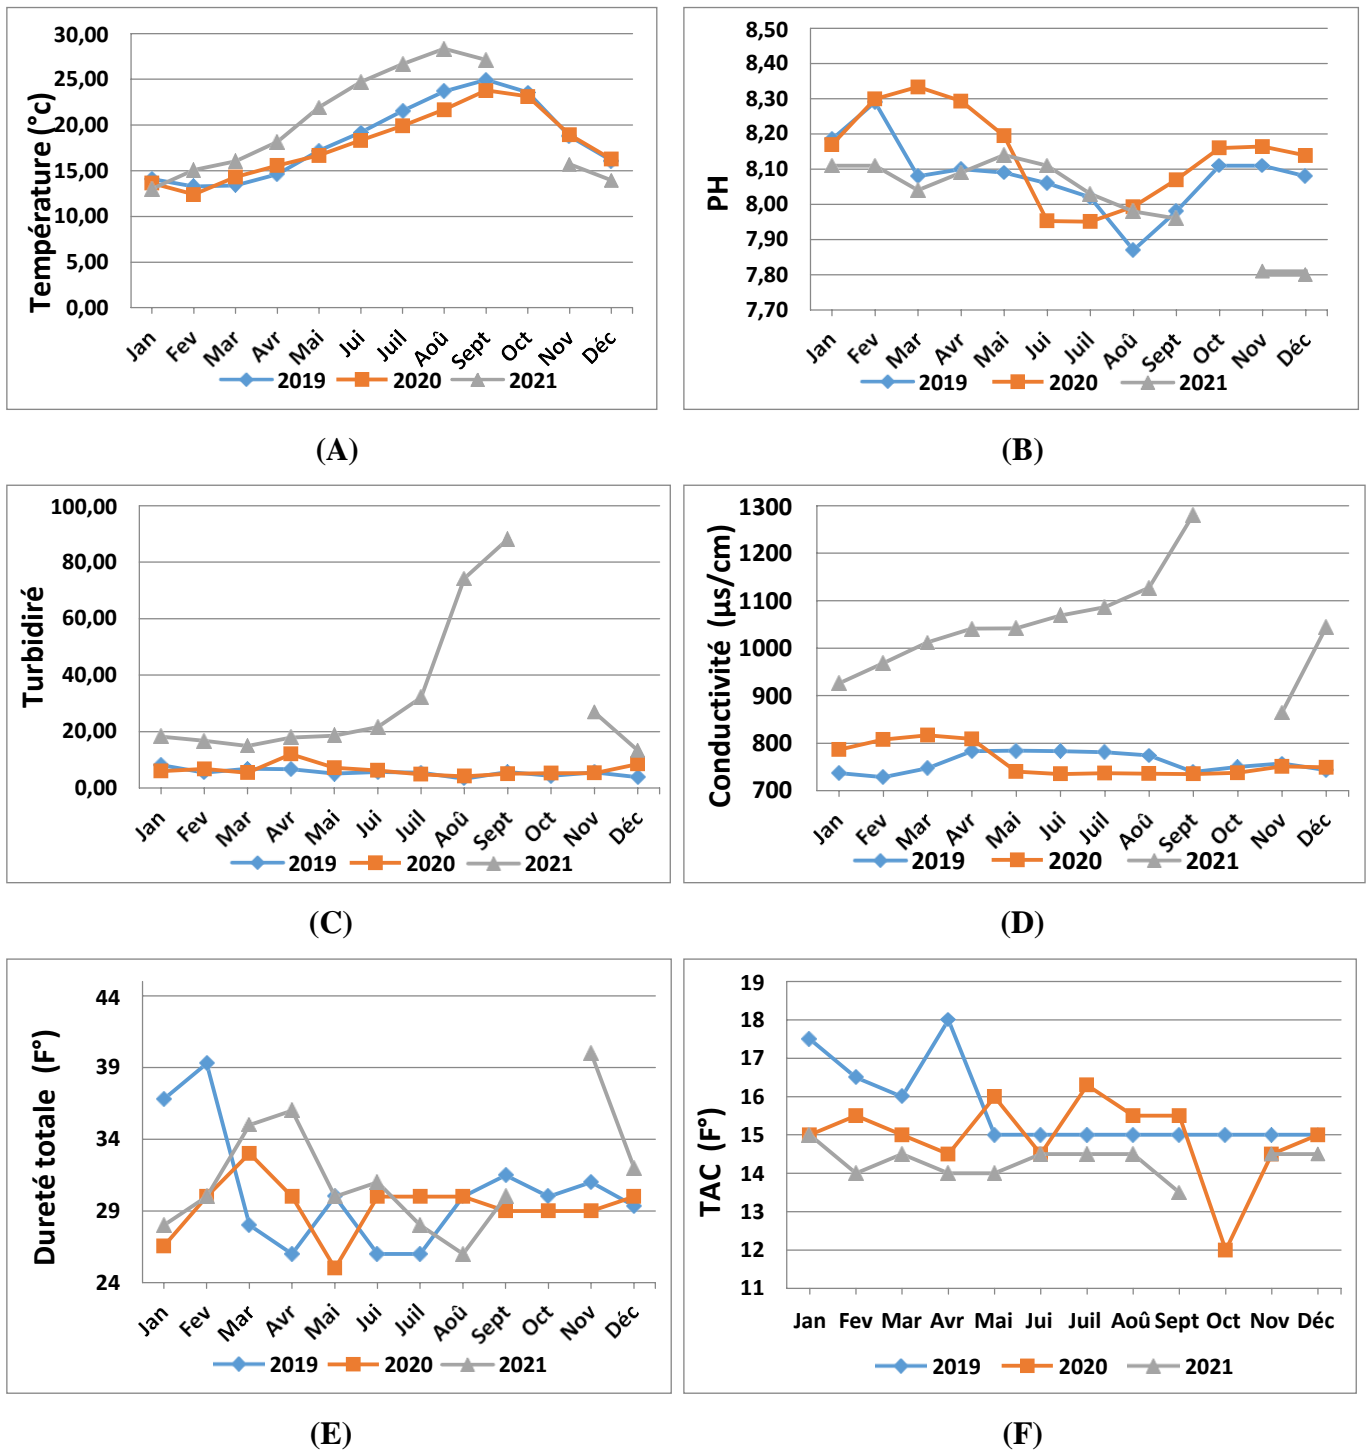 Température (°c)
30,00
25,00
20,00
15,00
10,00
5,00
0,00
Jan Fev Mar Avr Mai Jui Juil Aoû Sept Oct Nov Déc
2019 2020 2021
(A)
PH
8,50
8,40
8,30
8,20
8,10
8,00
7,90
7,80
7,70
Jan Fev Mar Avr Mai Jui Juil Aoû Sept Oct Nov Déc
2019 2020 2021
(B)
Turbidiré
100,00
80,00
60,00
40,00
20,00
0,00
Jan Fev Mar Avr Mai Jui Juil Aoû Sept Oct Nov Déc
2019 2020 2021
(C)
Conductivité (µs/cm)
1300
1200
1100
1000
900
800
700
Jan Fev Mar Avr Mai Jui Juil Aoû Sept Oct Nov Déc
2019 2020 2021
(D)
Dureté totale (F°)
44
39
34
29
24
Jan Fev Mar Avr Mai Jui Juil Aoû Sept Oct Nov Déc
2019 2020 2021
(E)
TAC (F°)
19
18
17
16
15
14
13
12
11
Jan Fev Mar Avr Mai Jui Juil Aoû Sept Oct Nov Déc
2019 2020 2021
(F)